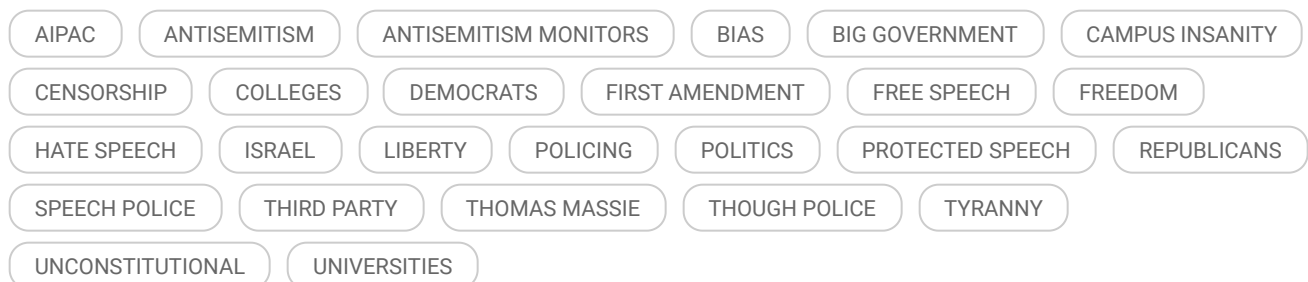 AIPAC ANTISEMITISM ANTISEMITISM MONITORS BIAS BIG GOVERNMENT CAMPUS INSANITY
CENSORSHIP COLLEGES DEMOCRATS FIRST AMENDMENT FREE SPEECH FREEDOM
HATE SPEECH ISRAEL LIBERTY POLICING POLITICS PROTECTED SPEECH REPUBLICANS
SPEECH POLICE THIRD PARTY THOMAS MASSIE THOUGH POLICE TYRANNY
UNCONSTITUTIONAL UNIVERSITIES